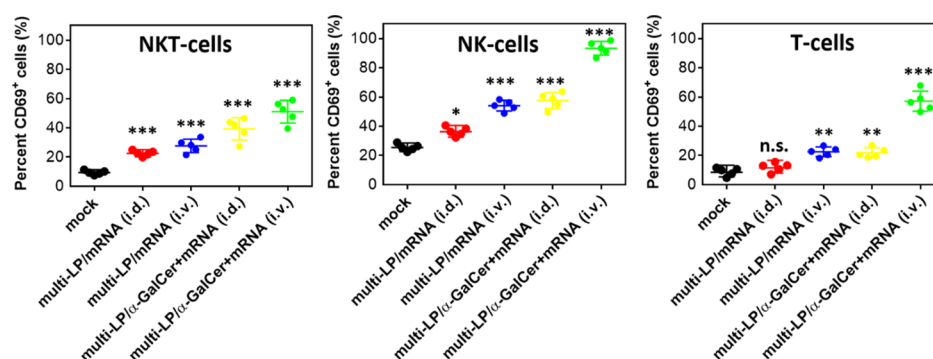 Percent CD69⁺ cells (%)
100
80
60
40
20
0
NKT-cells
***
***
***
***
mock
multi-LP/mRNA (i.d.)
multi-LP/mRNA (i.v.)
multi-LP/α-GalCer+mRNA (i.d.)
multi-LP/α-GalCer+mRNA (i.v.)
Percent CD69⁺ cells (%)
100
80
60
40
20
0
NK-cells
*
***
***
***
mock
multi-LP/mRNA (i.d.)
multi-LP/mRNA (i.v.)
multi-LP/α-GalCer+mRNA (i.d.)
multi-LP/α-GalCer+mRNA (i.v.)
Percent CD69⁺ cells (%)
100
80
60
40
20
0
T-cells
n.s.
**
**
***
mock
multi-LP/mRNA (i.d.)
multi-LP/mRNA (i.v.)
multi-LP/α-GalCer+mRNA (i.d.)
multi-LP/α-GalCer+mRNA (i.v.)